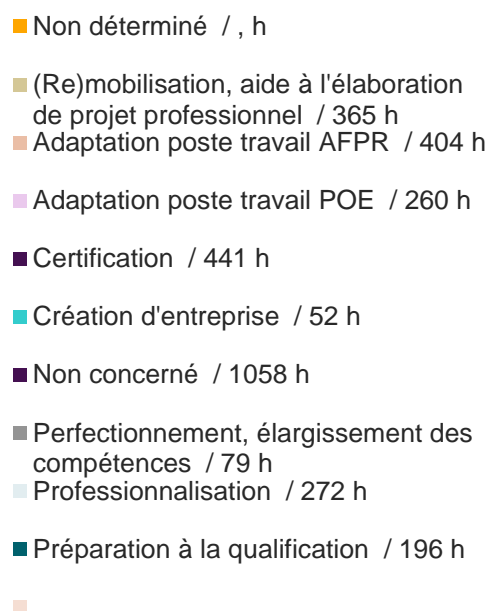 Non déterminé / , h
(Re)mobilisation, aide à l'élaboration
de projet professionnel / 365 h
Adaptation poste travail AFPR / 404 h
Adaptation poste travail POE / 260 h
Certification / 441 h
Création d'entreprise / 52 h
Non concerné / 1058 h
Perfectionnement, élargissement des
compétences / 79 h
Professionnalisation / 272 h
Préparation à la qualification / 196 h